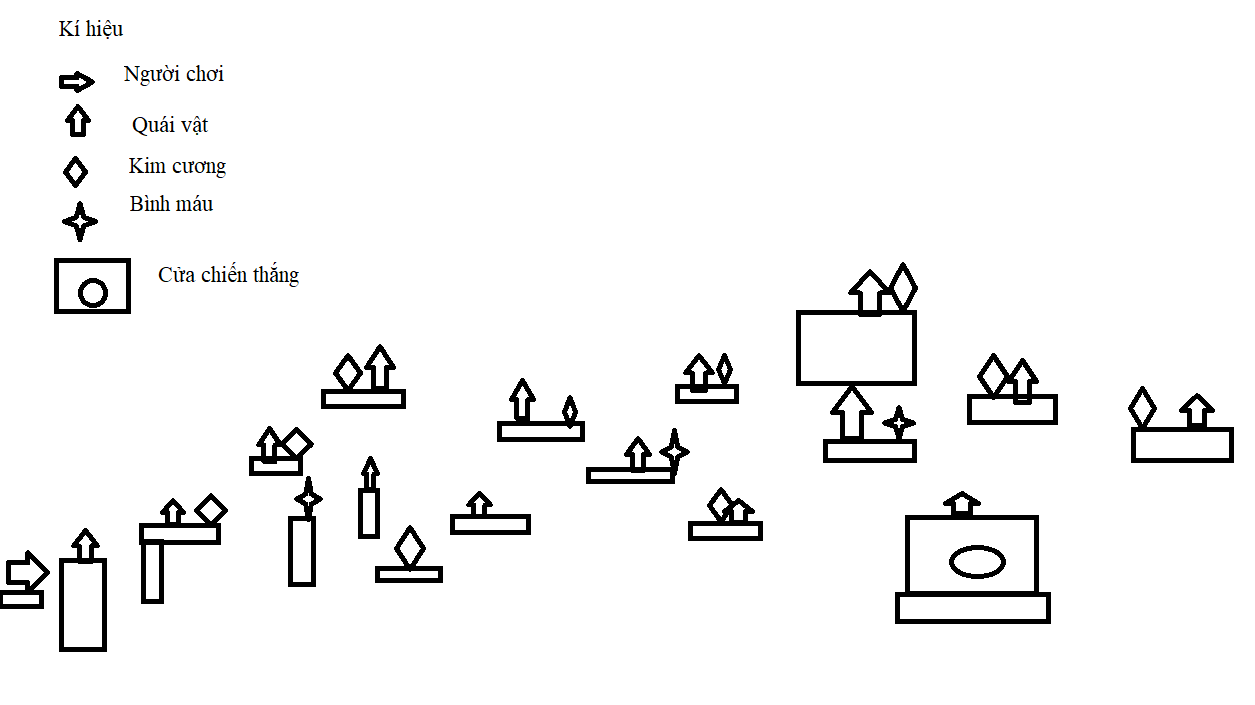 Kí hiệu
Người chơi
Quái vật
Kim cương
Bình máu
Cửa chiến thắng